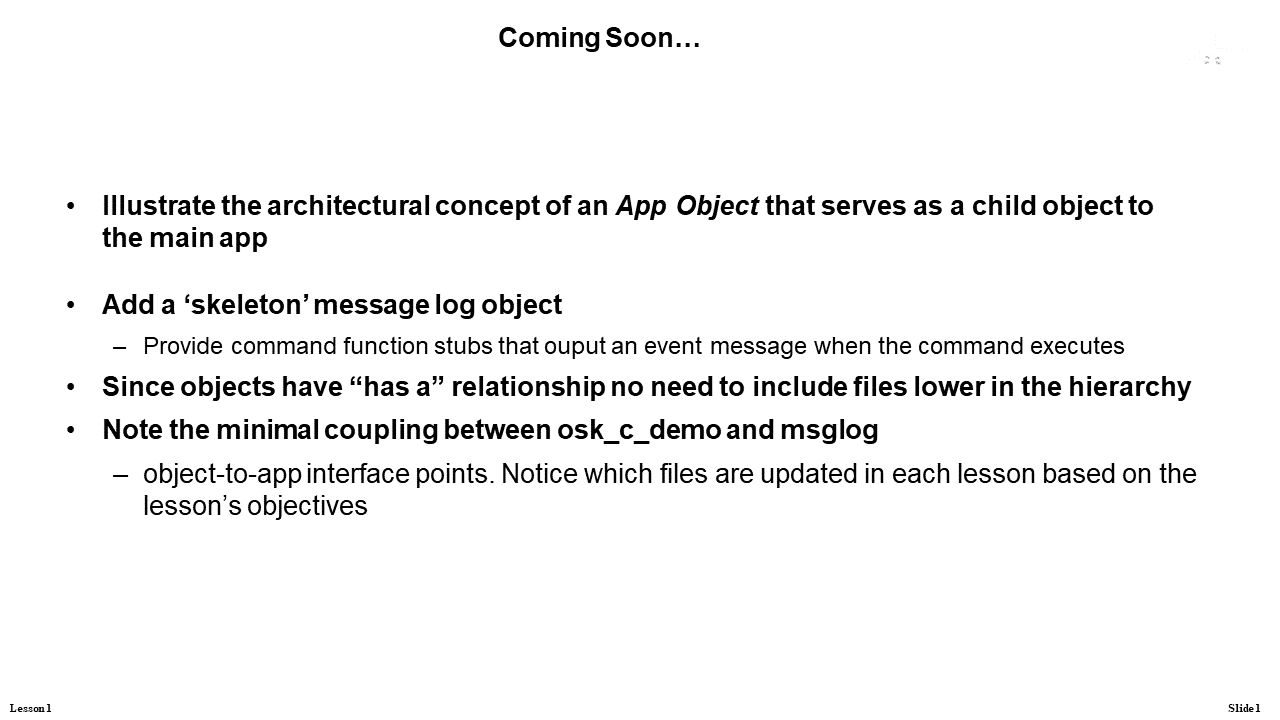 Coming Soon…
• Illustrate the architectural concept of an App Object that serves as a child object to
the main app
• Add a ‘skeleton’ message log object
– Provide command function stubs that ouput an event message when the command executes
• Since objects have “has a” relationship no need to include files lower in the hierarchy
• Note the minimal coupling between osk_c_demo and msglog
– object-to-app interface points. Notice which files are updated in each lesson based on the
lesson’s objectives
Lesson 1
Slide 1